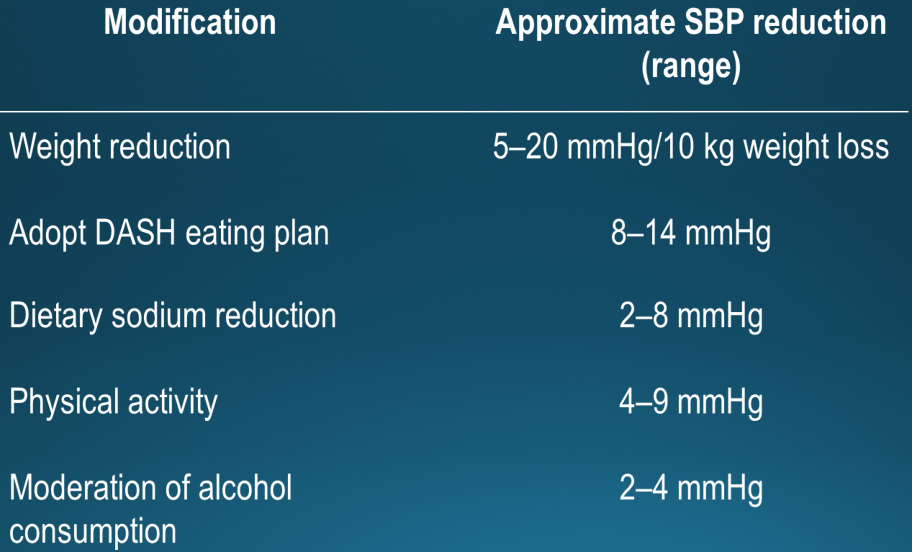 Modification
Approximate SBP reduction
(range)
Weight reduction
5–20 mmHg/10 kg weight loss
Adopt DASH eating plan
8–14 mmHg
Dietary sodium reduction
2–8 mmHg
Physical activity
4–9 mmHg
Moderation of alcohol
consumption
2–4 mmHg